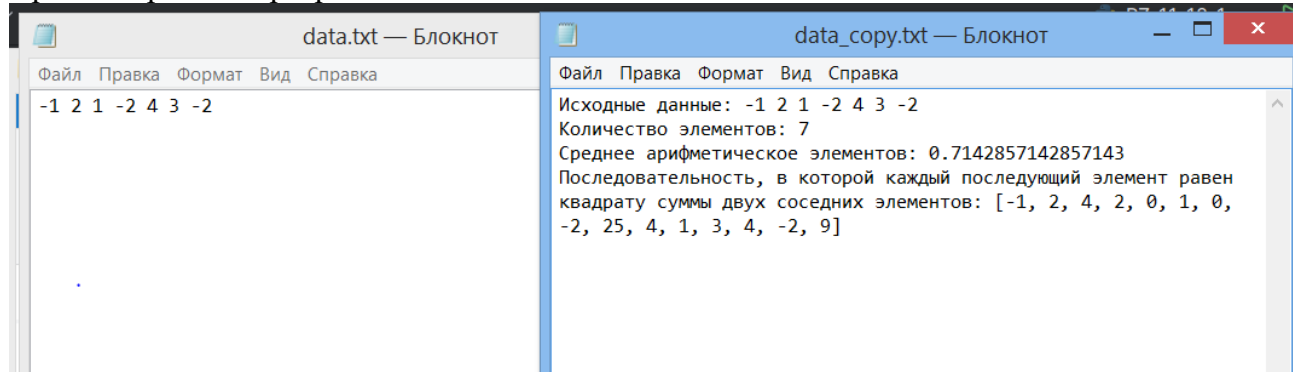 data.txt — Блокнот
Файл Правка Формат Вид Справка
-1 2 1 -2 4 3 -2
data_copy.txt — Блокнот
Файл Правка Формат Вид Справка
Исходные данные: -1 2 1 -2 4 3 -2
Количество элементов: 7
Среднее арифметическое элементов: 0.7142857142857143
Последовательность, в которой каждый последующий элемент равен
квадрату суммы двух соседних элементов: [-1, 2, 4, 2, 0, 1, 0,
-2, 25, 4, 1, 3, 4, -2, 9]